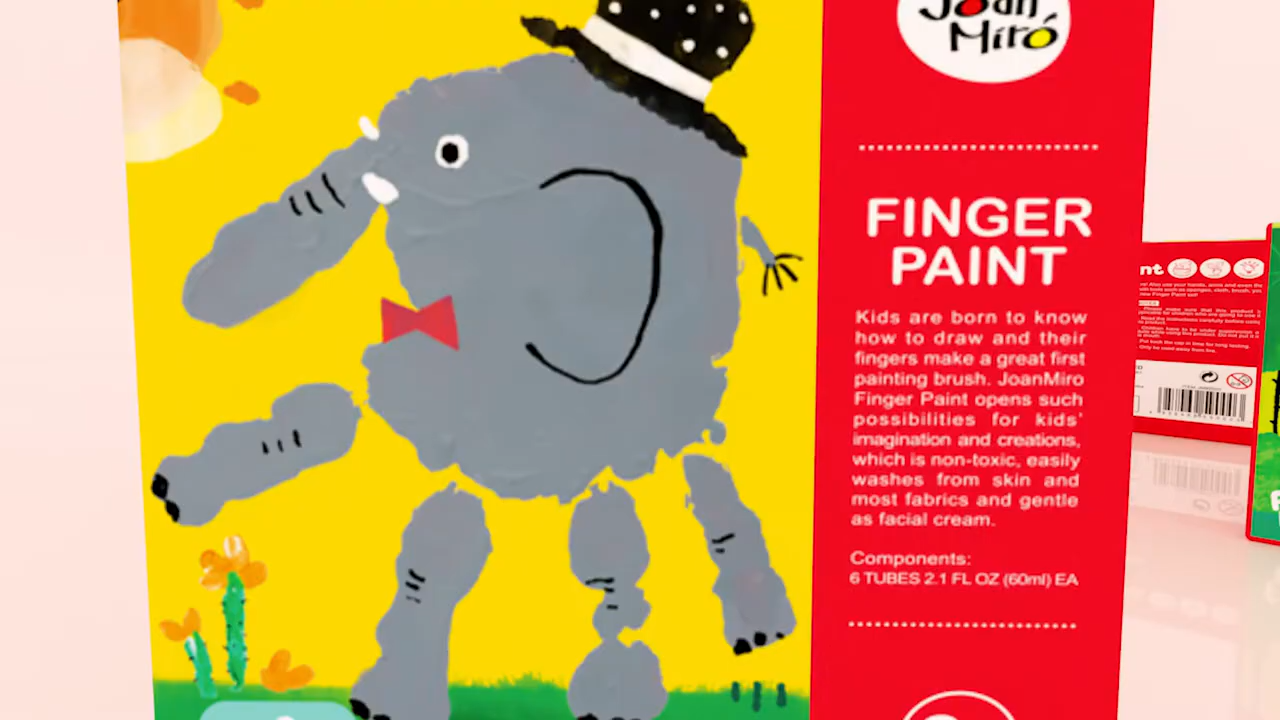 Joan
Miró
FINGER
PAINT
Kids are born to know
how to draw and their
fingers make a great first
painting brush. JoanMiro
Finger Paint opens such
possibilities for kids'
imagination and creations,
which is non-toxic, easily
washes from skin and
most fabrics and gentle
as facial cream.
Components:
6 TUBES 2.1 FL OZ (60ml) EA
nt